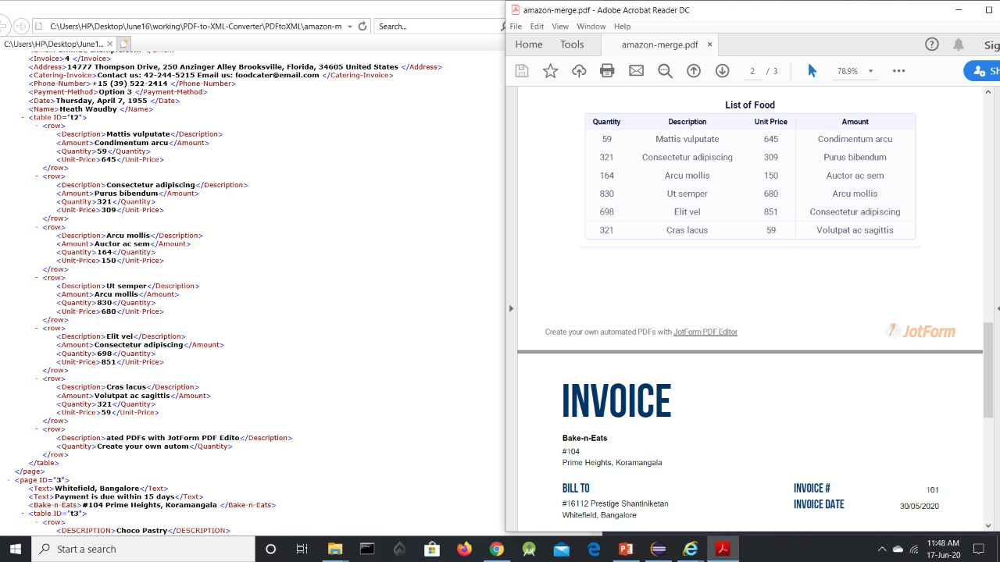 C:\Users\HP\Desktop\June16\working\PDF-to-XML-Converter\PDFtoXML\amazon-m
Search...
C:\Users\HP\Desktop\June1...
<Invoice>4 </Invoice>
<Address>14777 Thompson Drive, 250 Anzinger Alley Brooksville, Florida, 34605 United States </Address>
<Catering-Invoice>Contact us: 42-244-5215 Email us: foodcater@email.com </Catering-Invoice>
<Phone-Number>+15 (39) 522-2414 </Phone-Number>
<Payment-Method>Option 3 </Payment-Method>
<Date>Thursday, April 7, 1955 </Date>
<Name>Heath Waudby </Name>
- <table ID="t2">
- <row>
<Description>Mattis vulputate</Description>
<Amount>Condimentum arcu</Amount>
<Quantity>59</Quantity>
<Unit-Price>645</Unit-Price>
</row>
- <row>
<Description>Consectetur adipiscing</Description>
<Amount>Purus bibendum</Amount>
<Quantity>321</Quantity>
<Unit-Price>309</Unit-Price>
</row>
- <row>
<Description>Arcu mollis</Description>
<Amount>Auctor ac sem</Amount>
<Quantity>164</Quantity>
<Unit-Price>150</Unit-Price>
</row>
- <row>
<Description>Ut semper</Description>
<Amount>Arcu mollis</Amount>
<Quantity>830</Quantity>
<Unit-Price>680</Unit-Price>
</row>
- <row>
<Description>Elit vel</Description>
<Amount>Consectetur adipiscing</Amount>
<Quantity>698</Quantity>
<Unit-Price>851</Unit-Price>
</row>
- <row>
<Description>Cras lacus</Description>
<Amount>Volutpat ac sagittis</Amount>
<Quantity>321</Quantity>
<Unit-Price>59</Unit-Price>
</row>
- <row>
<Description>ated PDFs with JotForm PDF Edito</Description>
<Quantity>Create your own autom</Quantity>
</row>
</table>
</page>
- <page ID="3">
<Text>Whitefield, Bangalore</Text>
<Text>Payment is due within 15 days</Text>
<Bake-n-Eats>#104 Prime Heights, Koramangala </Bake-n-Eats>
- <table ID="t3">
- <row>
<DESCRIPTION>Choco Pastry</DESCRIPTION>
amazon-merge.pdf - Adobe Acrobat Reader DC
File Edit View Window Help
Home Tools amazon-merge.pdf Sig
2 / 3 78.9% Sh
List of Food
Quantity Description Unit Price Amount
59 Mattis vulputate 645 Condimentum arcu
321 Consectetur adipiscing 309 Purus bibendum
164 Arcu mollis 150 Auctor ac sem
830 Ut semper 680 Arcu mollis
698 Elit vel 851 Consectetur adipiscing
321 Cras lacus 59 Volutpat ac sagittis
Create your own automated PDFs with JotForm PDF Editor
JotForm
INVOICE
Bake-n-Eats
#104
Prime Heights, Koramangala
BILL TO INVOICE # 101
#16112 Prestige Shantiniketan INVOICE DATE 30/05/2020
Whitefield, Bangalore
Start a search
11:48 AM
17-Jun-20